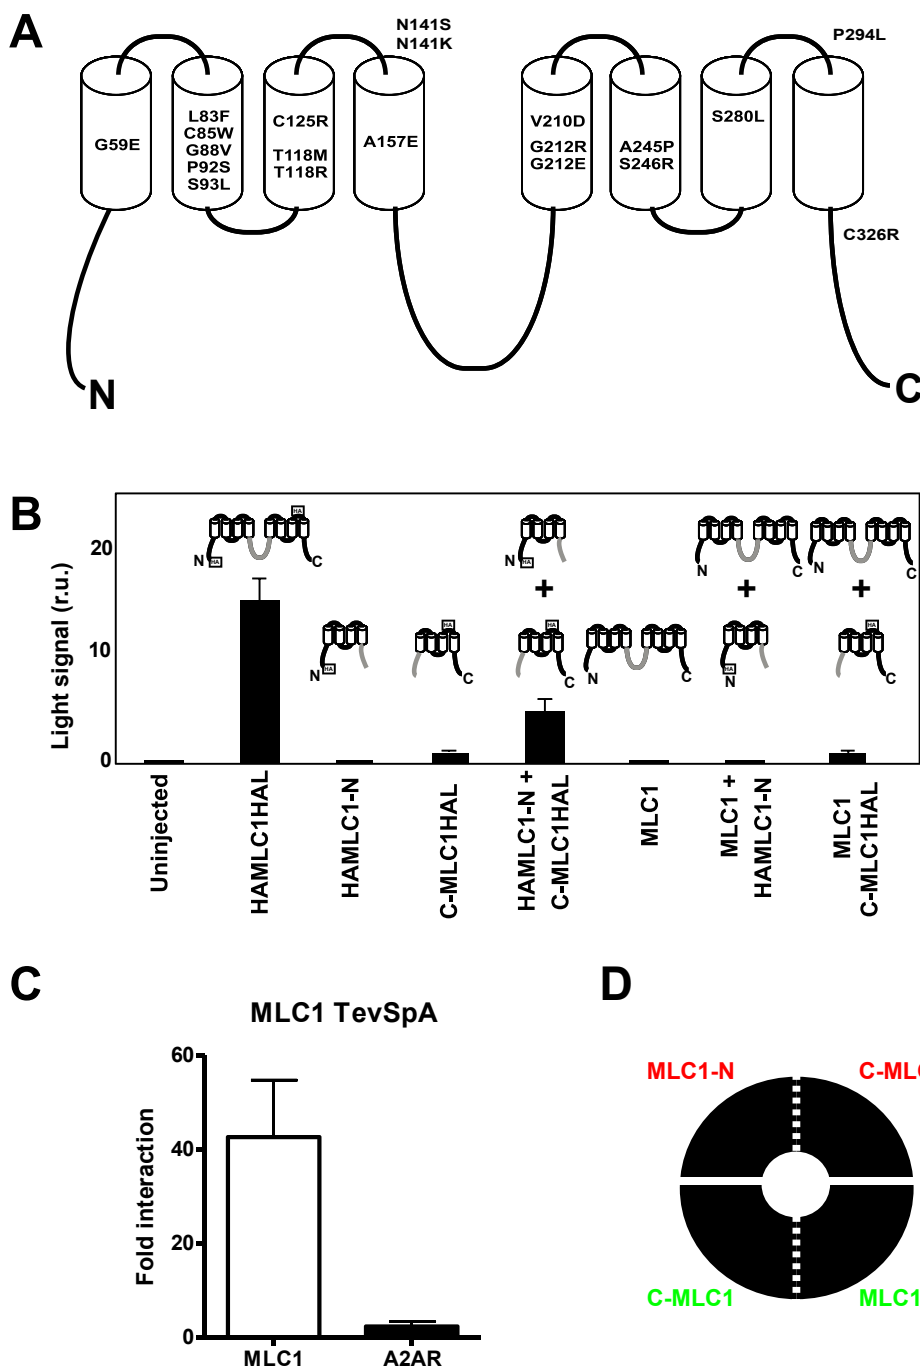 A
N141S
N141K
P294L
G59E
L83F
C85W
G88V
P92S
S93L
C125R
T118M
T118R
A157E
V210D
G212R
G212E
A245P
S246R
S280L
C326R
N
C
B
Light signal (r.u.)
20
10
0
HA
N
HA
C
HA
HA
C
N
HA
+
HA
C
N
C
C
+
HA
N
N
C
+
HA
C
Uninjected
HAMLC1HAL
HAMLC1-N
C-MLC1HAL
HAMLC1-N +
C-MLC1HAL
MLC1
MLC1 +
HAMLC1-N
MLC1
C-MLC1HAL
C
MLC1 TevSpA
Fold interaction
60
40
20
0
MLC1
A2AR
D
MLC1-N
C-MLC
C-MLC1
MLC1